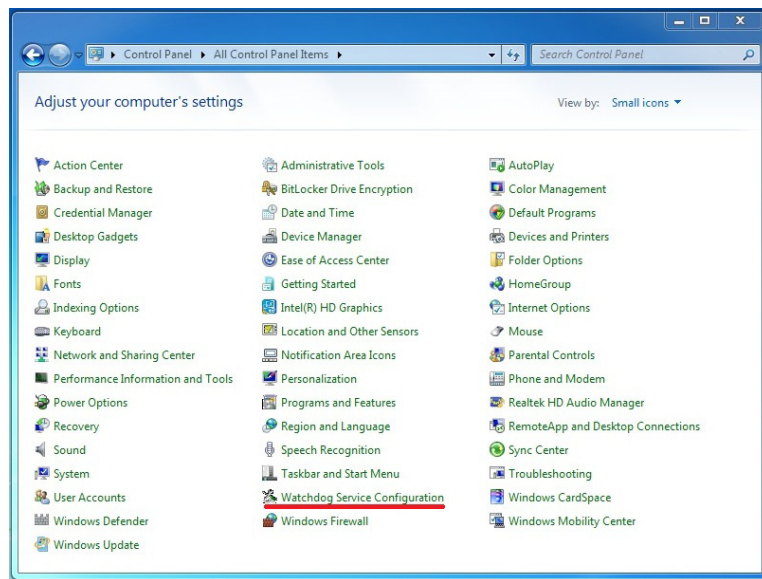 Control Panel All Control Panel Items Search Control Panel
Adjust your computer's settings View by: Small icons
Action Center Administrative Tools AutoPlay
Backup and Restore BitLocker Drive Encryption Color Management
Credential Manager Date and Time Default Programs
Desktop Gadgets Device Manager Devices and Printers
Display Ease of Access Center Folder Options
Fonts Getting Started HomeGroup
Indexing Options Intel(R) HD Graphics Internet Options
Keyboard Location and Other Sensors Mouse
Network and Sharing Center Notification Area Icons Parental Controls
Performance Information and Tools Personalization Phone and Modem
Power Options Programs and Features Realtek HD Audio Manager
Recovery Region and Language RemoteApp and Desktop Connections
Sound Speech Recognition Sync Center
System Taskbar and Start Menu Troubleshooting
User Accounts Watchdog Service Configuration Windows CardSpace
Windows Defender Windows Firewall Windows Mobility Center
Windows Update